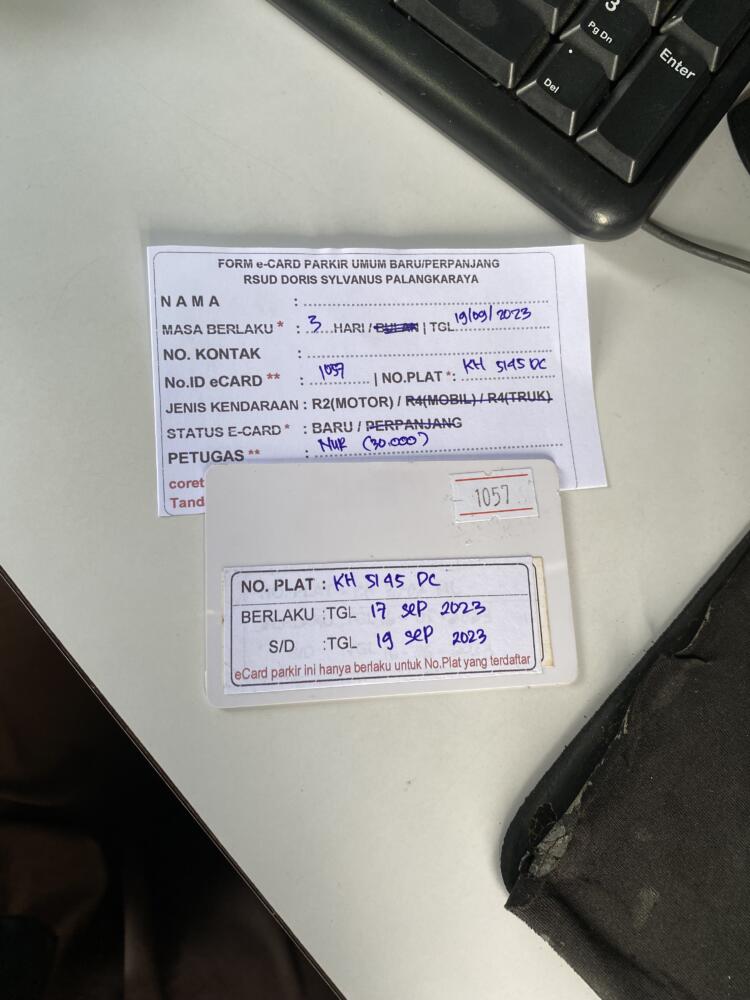 3
Pg Dn
.
Del
Enter
FORM e-CARD PARKIR UMUM BARU/PERPANJANG
RSUD DORIS SYLVANUS PALANGKARAYA
NAMA :
MASA BERLAKU * : 3 HARI / BULAN | TGL 19/09/2023
NO. KONTAK :
No.ID eCARD ** : 1057 | NO.PLAT *: KH 5145 DC
JENIS KENDARAAN : R2(MOTOR) / R4(MOBIL) / R4(TRUK)
STATUS E-CARD * : BARU / PERPANJANG
PETUGAS ** : NUR (30.000)
coret
Tand
1057
NO. PLAT : KH 5145 DC
BERLAKU :TGL 17 SEP 2023
S/D :TGL 19 SEP 2023
eCard parkir ini hanya berlaku untuk No.Plat yang terdaftar